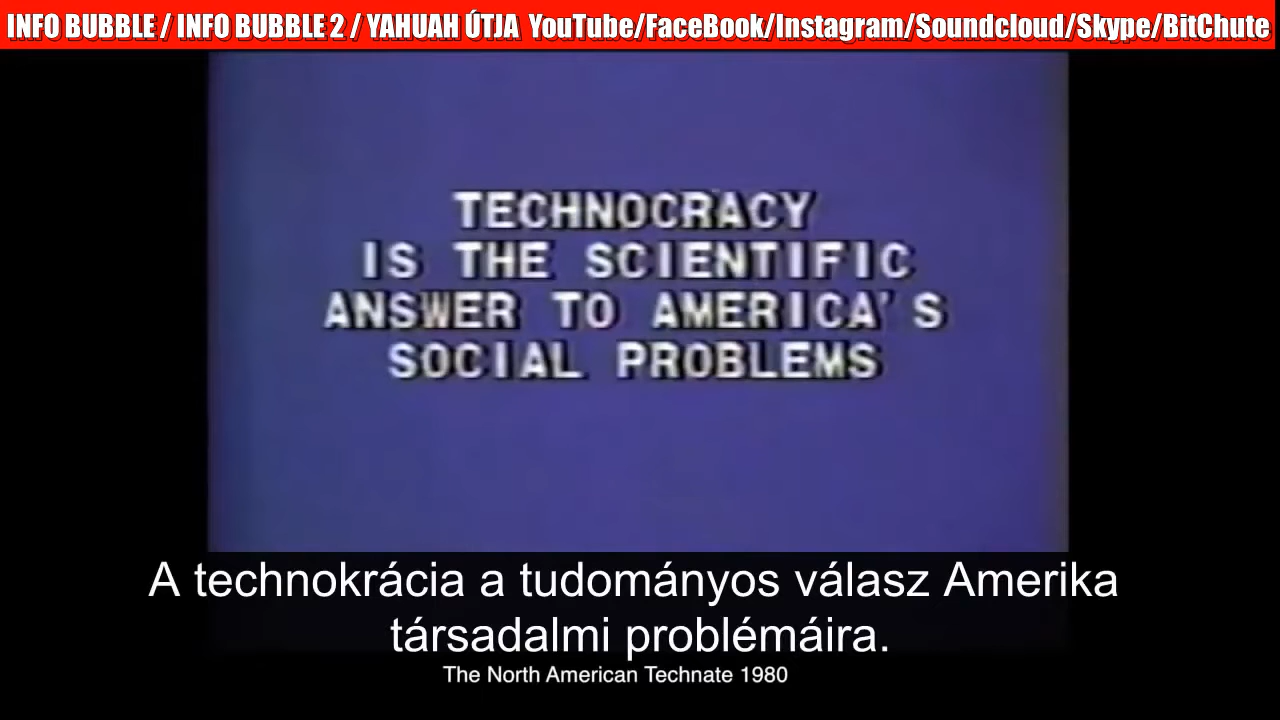 INFO BUBBLE / INFO BUBBLE 2 / YAHUAH ÚTJA YouTube/FaceBook/Instagram/Soundcloud/Skype/BitChute
TECHNOCRACY
IS THE SCIENTIFIC
ANSWER TO AMERICA'S
SOCIAL PROBLEMS
A technokrácia a tudományos válasz Amerika
társadalmi problémáira.
The North American Technate 1980